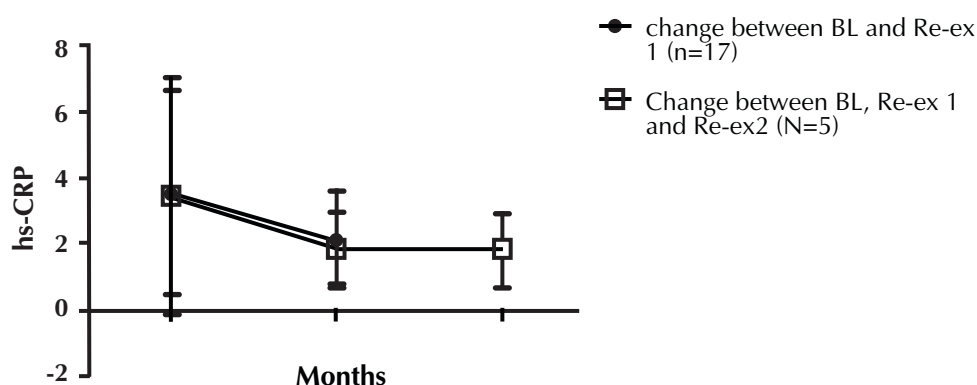 change between BL and Re-ex
1 (n=17)
Change between BL, Re-ex 1
and Re-ex2 (N=5)
8
6
4
2
0
-2
hs-CRP
Months